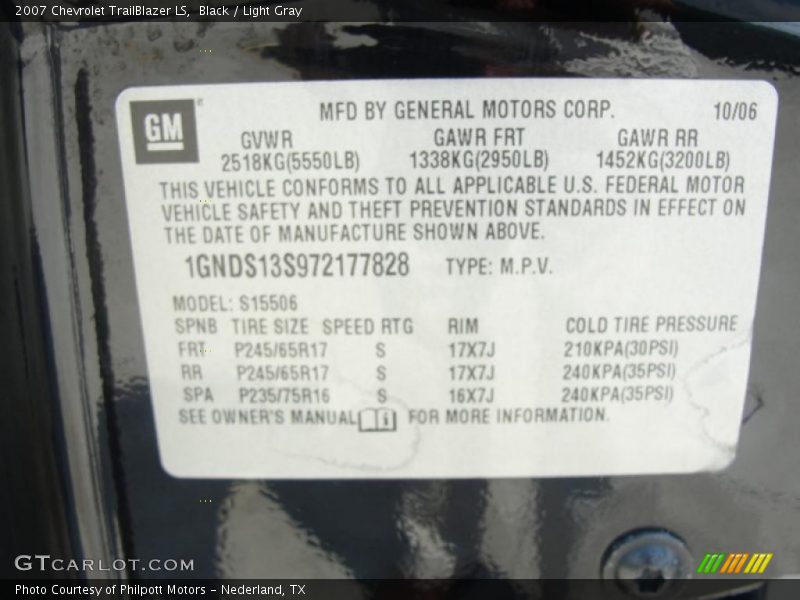 2007 Chevrolet TrailBlazer LS, Black / Light Gray
GM
MFD BY GENERAL MOTORS CORP. 10/06
GVWR GAWR FRT GAWR RR
2518KG(5550LB) 1338KG(2950LB) 1452KG(3200LB)
THIS VEHICLE CONFORMS TO ALL APPLICABLE U.S. FEDERAL MOTOR
VEHICLE SAFETY AND THEFT PREVENTION STANDARDS IN EFFECT ON
THE DATE OF MANUFACTURE SHOWN ABOVE.
1GNDS13S972177828 TYPE: M.P.V.
MODEL: S15506
SPNB TIRE SIZE SPEED RTG RIM COLD TIRE PRESSURE
FRT P245/65R17 S 17X7J 210KPA(30PSI)
RR P245/65R17 S 17X7J 240KPA(35PSI)
SPA P235/75R16 S 16X7J 240KPA(35PSI)
SEE OWNER'S MANUAL FOR MORE INFORMATION.
GTCARLOT.COM
Photo Courtesy of Philpott Motors - Nederland, TX